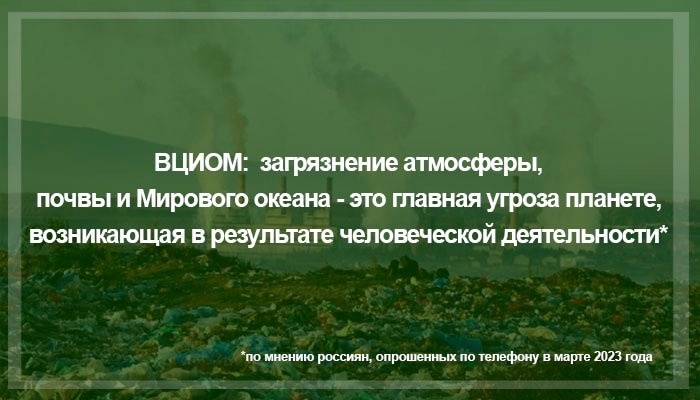 ВЦИОМ: загрязнение атмосферы,
почвы и Мирового океана - это главная угроза планете,
возникающая в результате человеческой деятельности*
*по мнению россиян, опрошенных по телефону в марте 2023 года